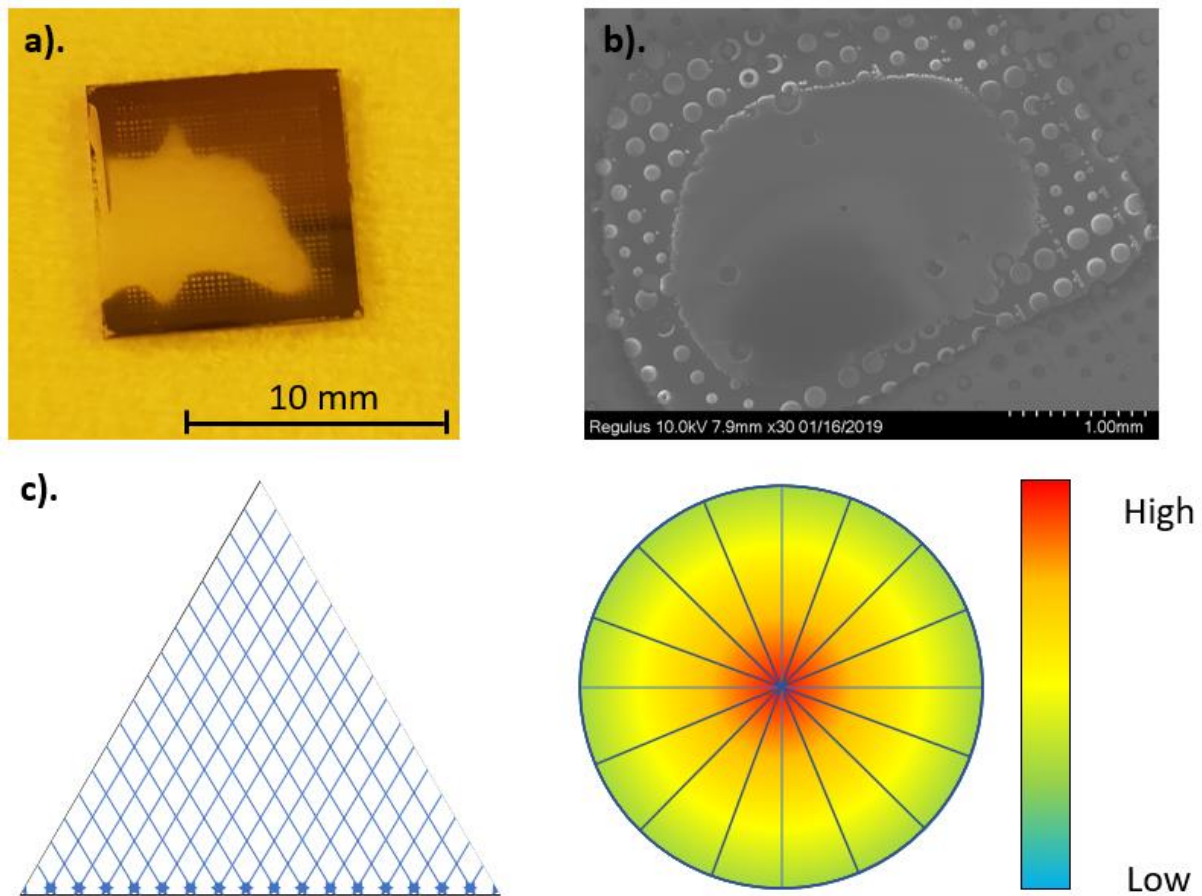 a).
b).
10 mm
Regulus 10.0kV 7.9mm x30 01/16/2019
1.00mm
c).
High
Low